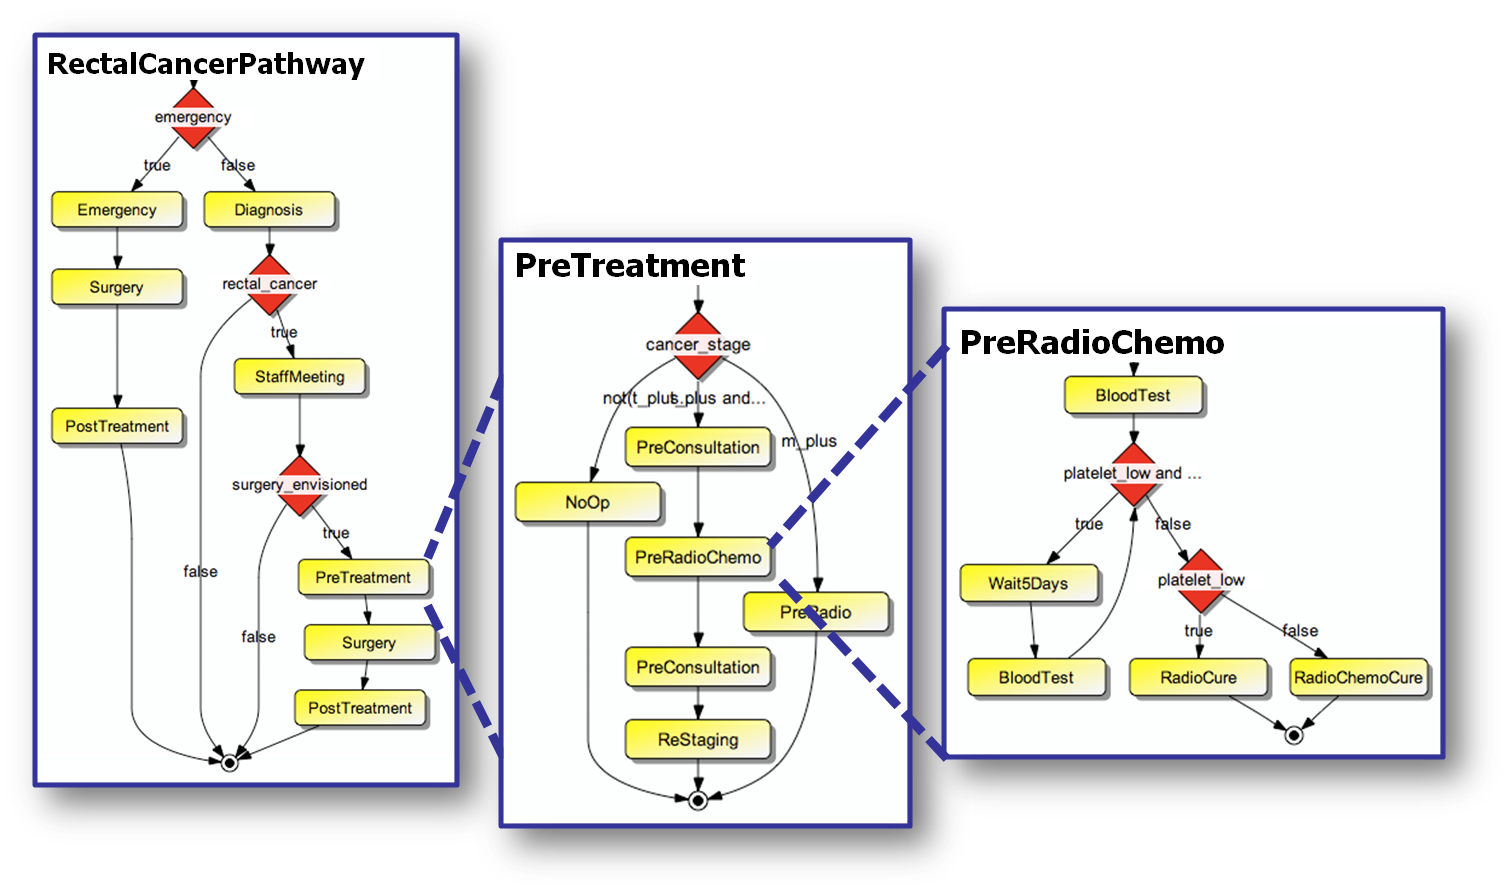 RectalCancerPathway
emergency
true
false
Emergency
Diagnosis
Surgery
rectal_cancer
true
StaffMeeting
PostTreatment
surgery_envisioned
true
false
PreTreatment
false
Surgery
PostTreatment
PreTreatment
cancer_stage
not(t_plus_
s_plus and...
m_plus
PreConsultation
NoOp
PreRadioChemo
PreRadio
PreConsultation
ReStaging
PreRadioChemo
BloodTest
platelet_low and ...
true
false
Wait5Days
platelet_low
true
false
BloodTest
RadioCure
RadioChemoCure